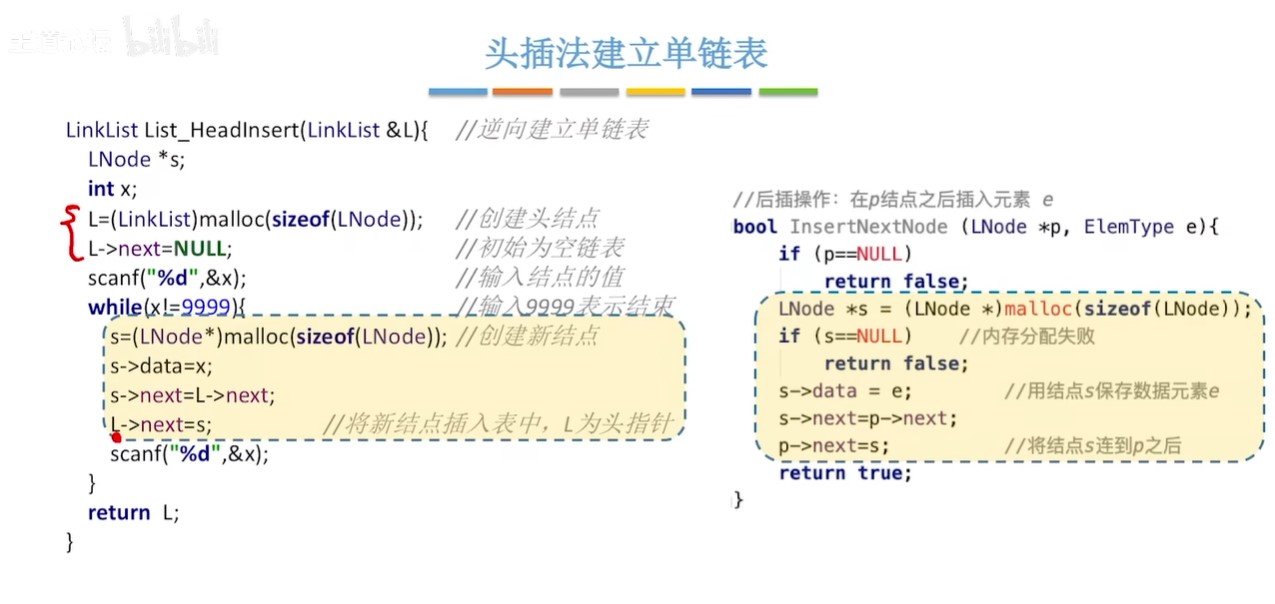 bilibili
头插法建立单链表
LinkList List_HeadInsert(LinkList &L){ //逆向建立单链表
LNode *s;
int x;
L=(LinkList)malloc(sizeof(LNode)); //创建头结点
L->next=NULL; //初始为空链表
scanf("%d",&x); //输入结点的值
while(x!=9999){ //输入9999表示结束
s=(LNode*)malloc(sizeof(LNode)); //创建新结点
s->data=x;
s->next=L->next;
L->next=s; //将新结点插入表中，L为头指针
scanf("%d",&x);
}
return L;
}
//后插操作：在p结点之后插入元素 e
bool InsertNextNode (LNode *p, ElemType e){
if (p==NULL)
return false;
LNode *s = (LNode *)malloc(sizeof(LNode));
if (s==NULL) //内存分配失败
return false;
s->data = e; //用结点s保存数据元素e
s->next=p->next;
p->next=s; //将结点s连到p之后
return true;
}